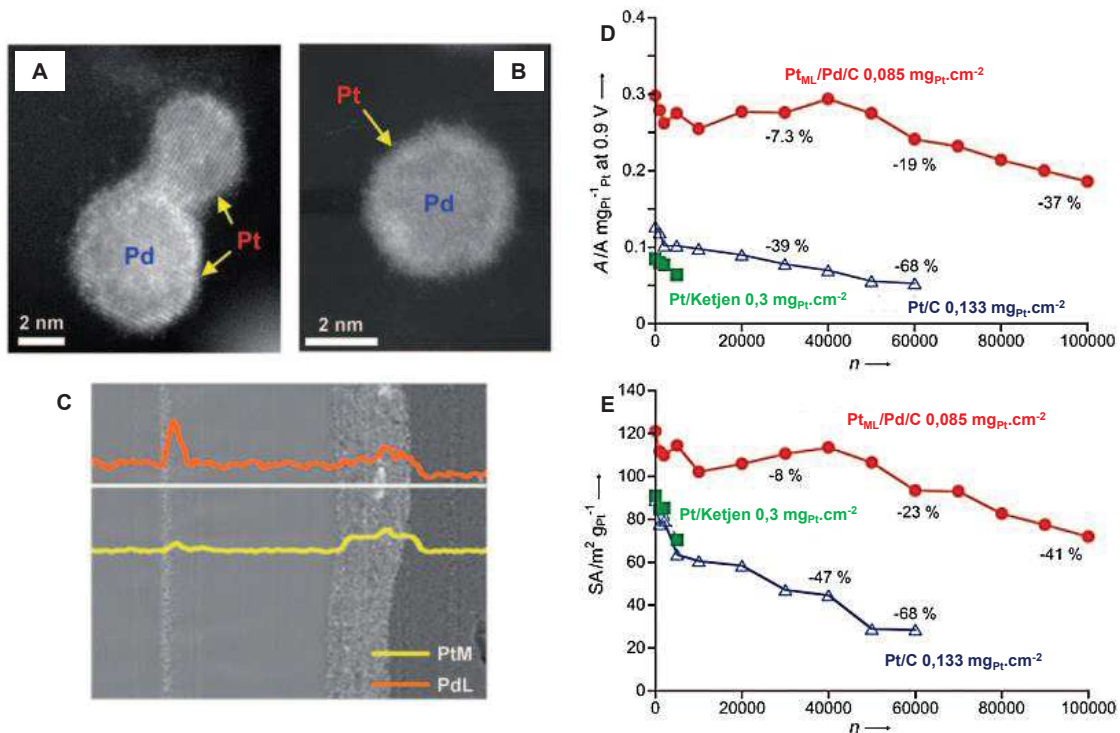 A
Pt
Pd
2 nm
B
Pt
Pd
2 nm
C
PtM
PdL
D
A/A mg⁻¹Pt at 0.9 V →
0.4
0.3
0.2
0.1
0
PtML/Pd/C 0,085 mgPt.cm⁻²
-7.3 %
-19 %
-37 %
-39 %
-68 %
Pt/Ketjen 0,3 mgPt.cm⁻²
Pt/C 0,133 mgPt.cm⁻²
0 20000 40000 60000 80000 100000
n →
E
SA/m² gPt⁻¹ →
140
120
100
80
60
40
20
0
PtML/Pd/C 0,085 mgPt.cm⁻²
-8 %
Pt/Ketjen 0,3 mgPt.cm⁻²
-23 %
-41 %
-47 %
-68 %
Pt/C 0,133 mgPt.cm⁻²
0 20000 40000 60000 80000 100000
n →